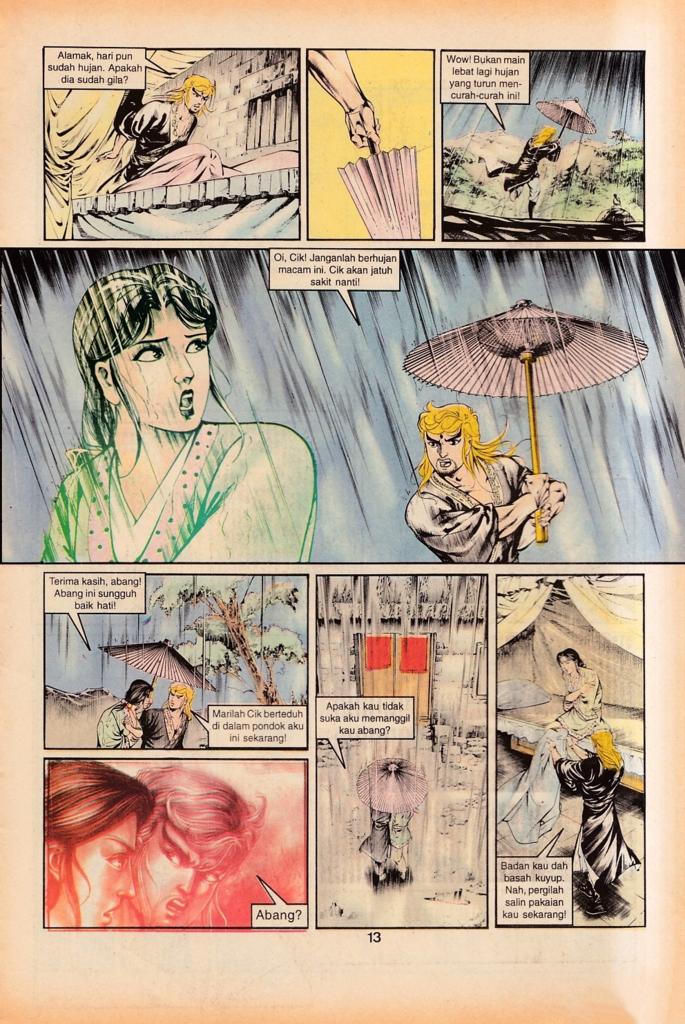 Alamak, hari pun
sudah hujan. Apakah
dia sudah gila?
Wow! Bukan main
lebat lagi hujan
yang turun men-
curah-curah ini!
Oi, Cik! Janganlah berhujan
macam ini. Cik akan jatuh
sakit nanti!
Terima kasih, abang!
Abang ini sungguh
baik hati!
Marilah Cik berteduh
di dalam pondok aku
ini sekarang!
Abang?
Apakah kau tidak
suka aku memanggil
kau abang?
Badan kau dah
basah kuyup.
Nah, pergilah
salin pakaian
kau sekarang!
13